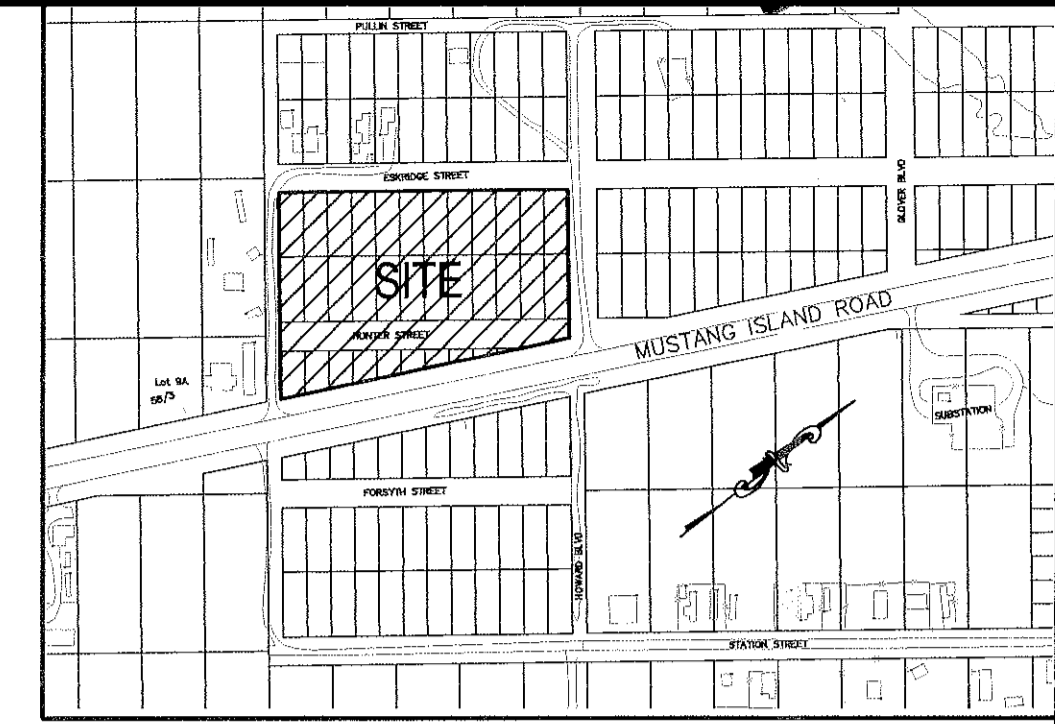 PULLIN STREET
ESKRIDGE STREET
GLOVER BLVD
SITE
MUSTANG ISLAND ROAD
HUNTER STREET
Lot 9A
58/3
SUBSTATION
FORSYTH STREET
HOWARD BLVD
STATION STREET